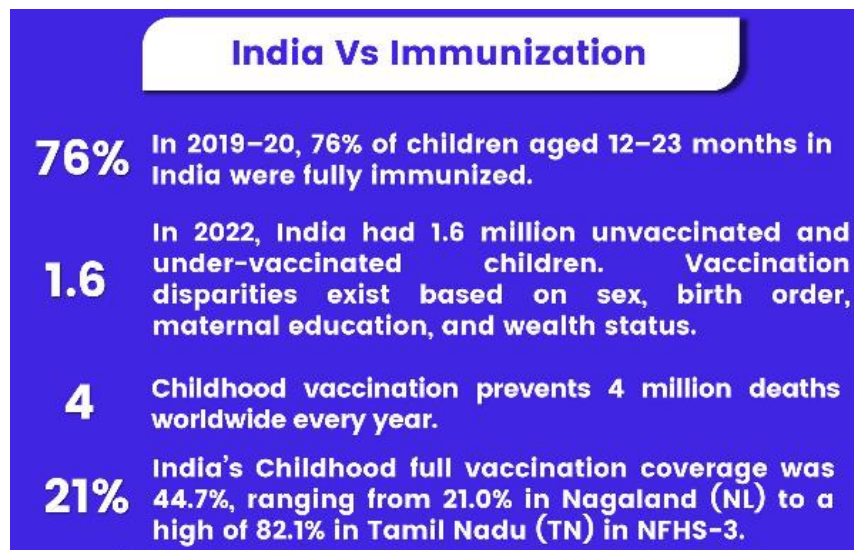 India Vs Immunization
76%
In 2019–20, 76% of children aged 12–23 months in
India were fully immunized.
1.6
In 2022, India had 1.6 million unvaccinated and
under-vaccinated children. Vaccination
disparities exist based on sex, birth order,
maternal education, and wealth status.
4
Childhood vaccination prevents 4 million deaths
worldwide every year.
21%
India's Childhood full vaccination coverage was
44.7%, ranging from 21.0% in Nagaland (NL) to a
high of 82.1% in Tamil Nadu (TN) in NFHS-3.